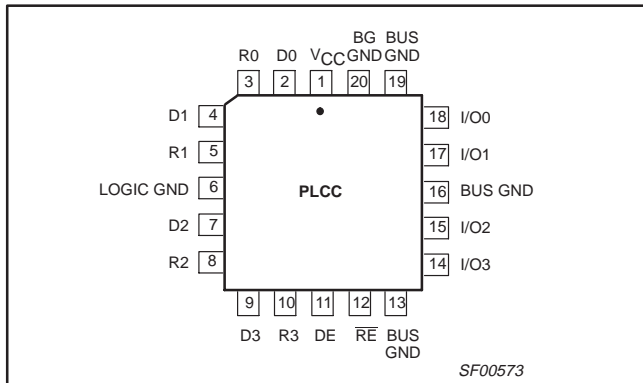 BG BUS
R0 D0 VCC GND GND
3 2 1 20 19
D1 4 18 I/O0
R1 5 17 I/O1
LOGIC GND 6 PLCC 16 BUS GND
D2 7 15 I/O2
R2 8 14 I/O3
9 10 11 12 13
D3 R3 DE R̅E̅ BUS
GND
SF00573